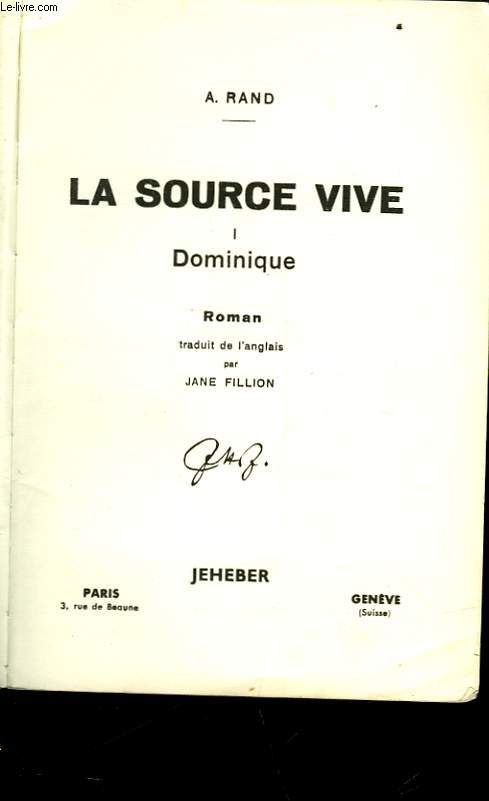 Le-livre.com
A. RAND
LA SOURCE VIVE
I
Dominique
Roman
traduit de l'anglais
par
JANE FILLION
JEHEBER
PARIS
3, rue de Beaune
GENÈVE
(Suisse)